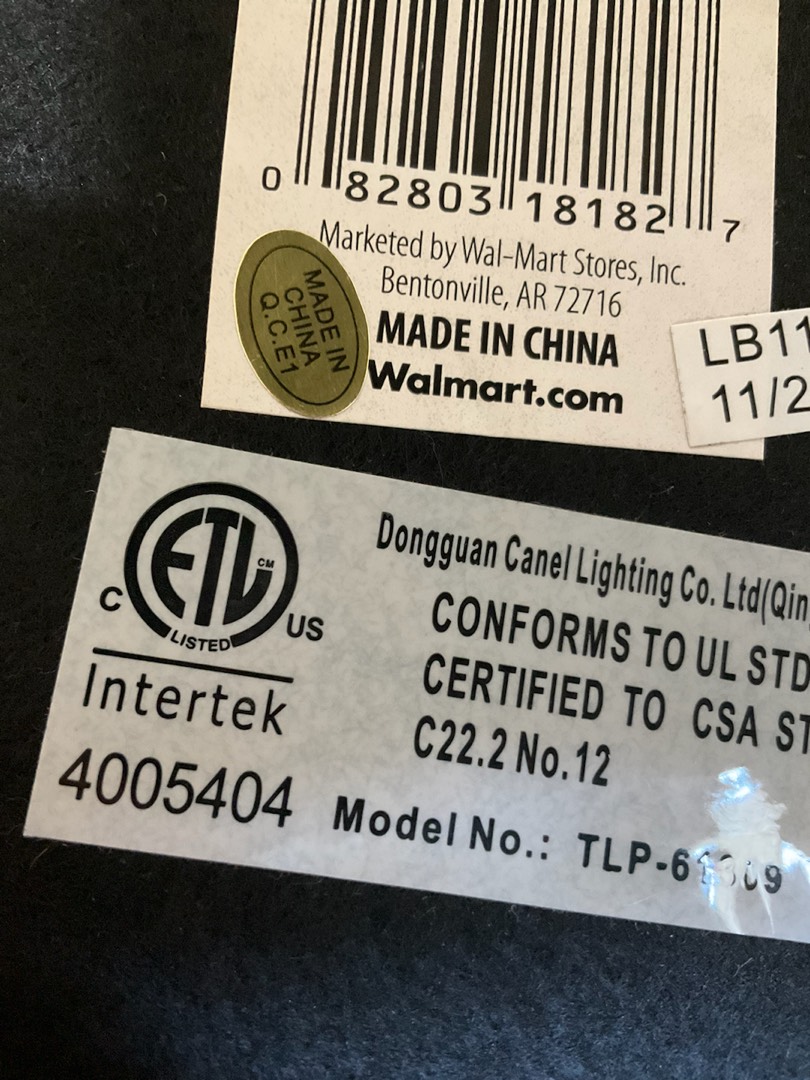 0 82803 18182 7
Marketed by Wal-Mart Stores, Inc.
Bentonville, AR 72716
MADE IN CHINA
Walmart.com
MADE IN
CHINA
Q.C.E1
LB11
11/2
ETL CM
C LISTED US
Intertek
4005404
Dongguan Canel Lighting Co. Ltd(Qin
CONFORMS TO UL STD
CERTIFIED TO CSA ST
C22.2 No.12
Model No.: